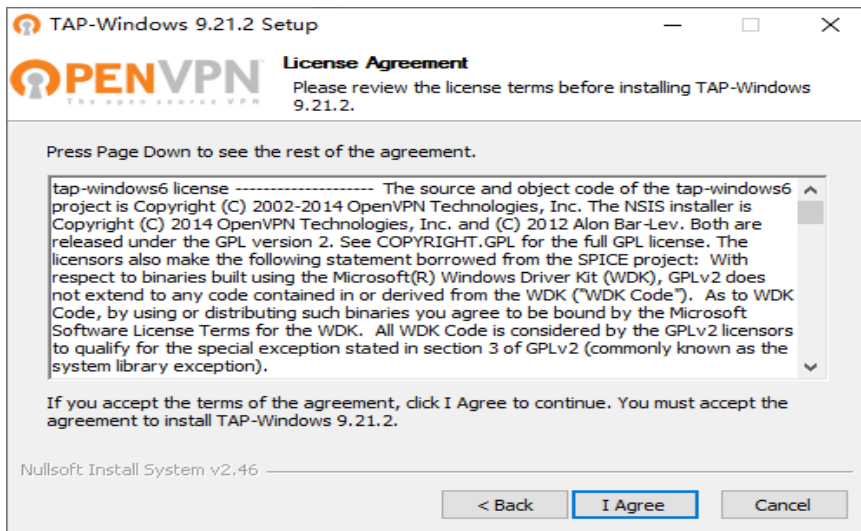 TAP-Windows 9.21.2 Setup
OPENVPN
The open source VPN
License Agreement
Please review the license terms before installing TAP-Windows
9.21.2.
Press Page Down to see the rest of the agreement.
tap-windows6 license -------------------- The source and object code of the tap-windows6
project is Copyright (C) 2002-2014 OpenVPN Technologies, Inc. The NSIS installer is
Copyright (C) 2014 OpenVPN Technologies, Inc. and (C) 2012 Alon Bar-Lev. Both are
released under the GPL version 2. See COPYRIGHT.GPL for the full GPL license. The
licensors also make the following statement borrowed from the SPICE project:  With
respect to binaries built using the Microsoft(R) Windows Driver Kit (WDK), GPLv2 does
not extend to any code contained in or derived from the WDK ("WDK Code").  As to WDK
Code, by using or distributing such binaries you agree to be bound by the Microsoft
Software License Terms for the WDK.  All WDK Code is considered by the GPLv2 licensors
to qualify for the special exception stated in section 3 of GPLv2 (commonly known as the
system library exception).
If you accept the terms of the agreement, click I Agree to continue. You must accept the
agreement to install TAP-Windows 9.21.2.
Nullsoft Install System v2.46
< Back
I Agree
Cancel